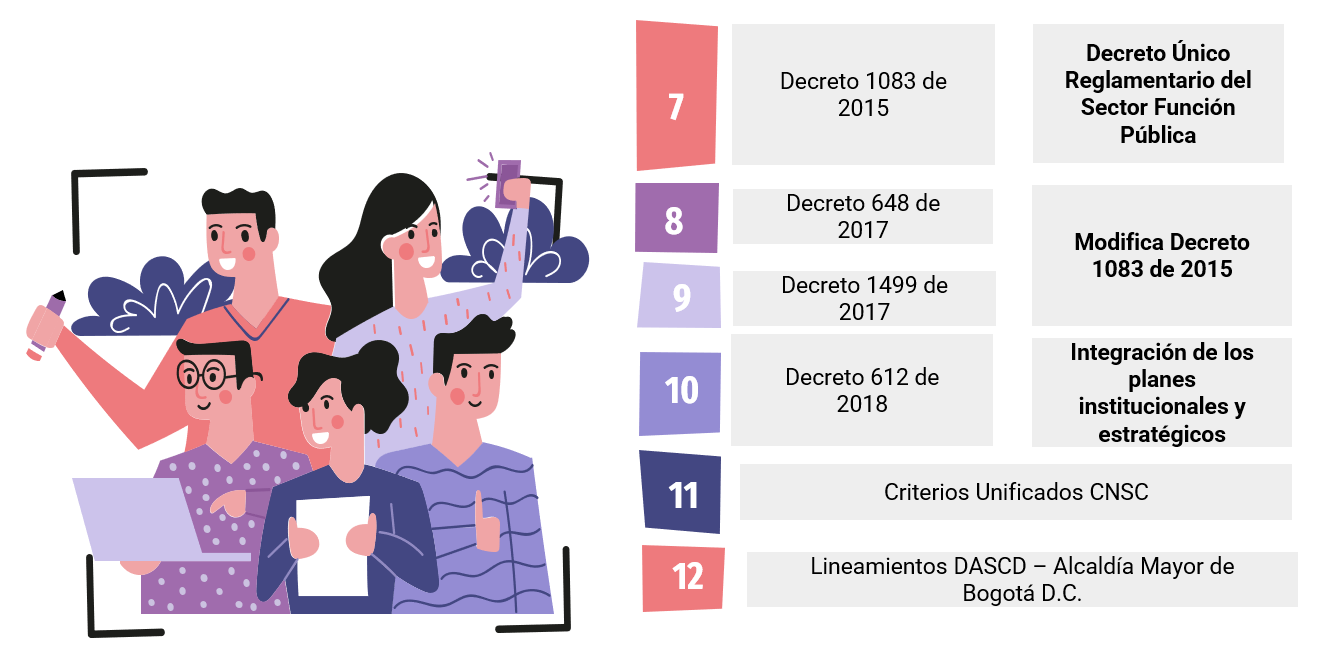 7
Decreto 1083 de
2015
Decreto Único
Reglamentario del
Sector Función
Pública
8
Decreto 648 de
2017
Modifica Decreto
1083 de 2015
9
Decreto 1499 de
2017
10
Decreto 612 de
2018
Integración de los
planes
institucionales y
estratégicos
11
Criterios Unificados CNSC
12
Lineamientos DASCD – Alcaldía Mayor de
Bogotá D.C.